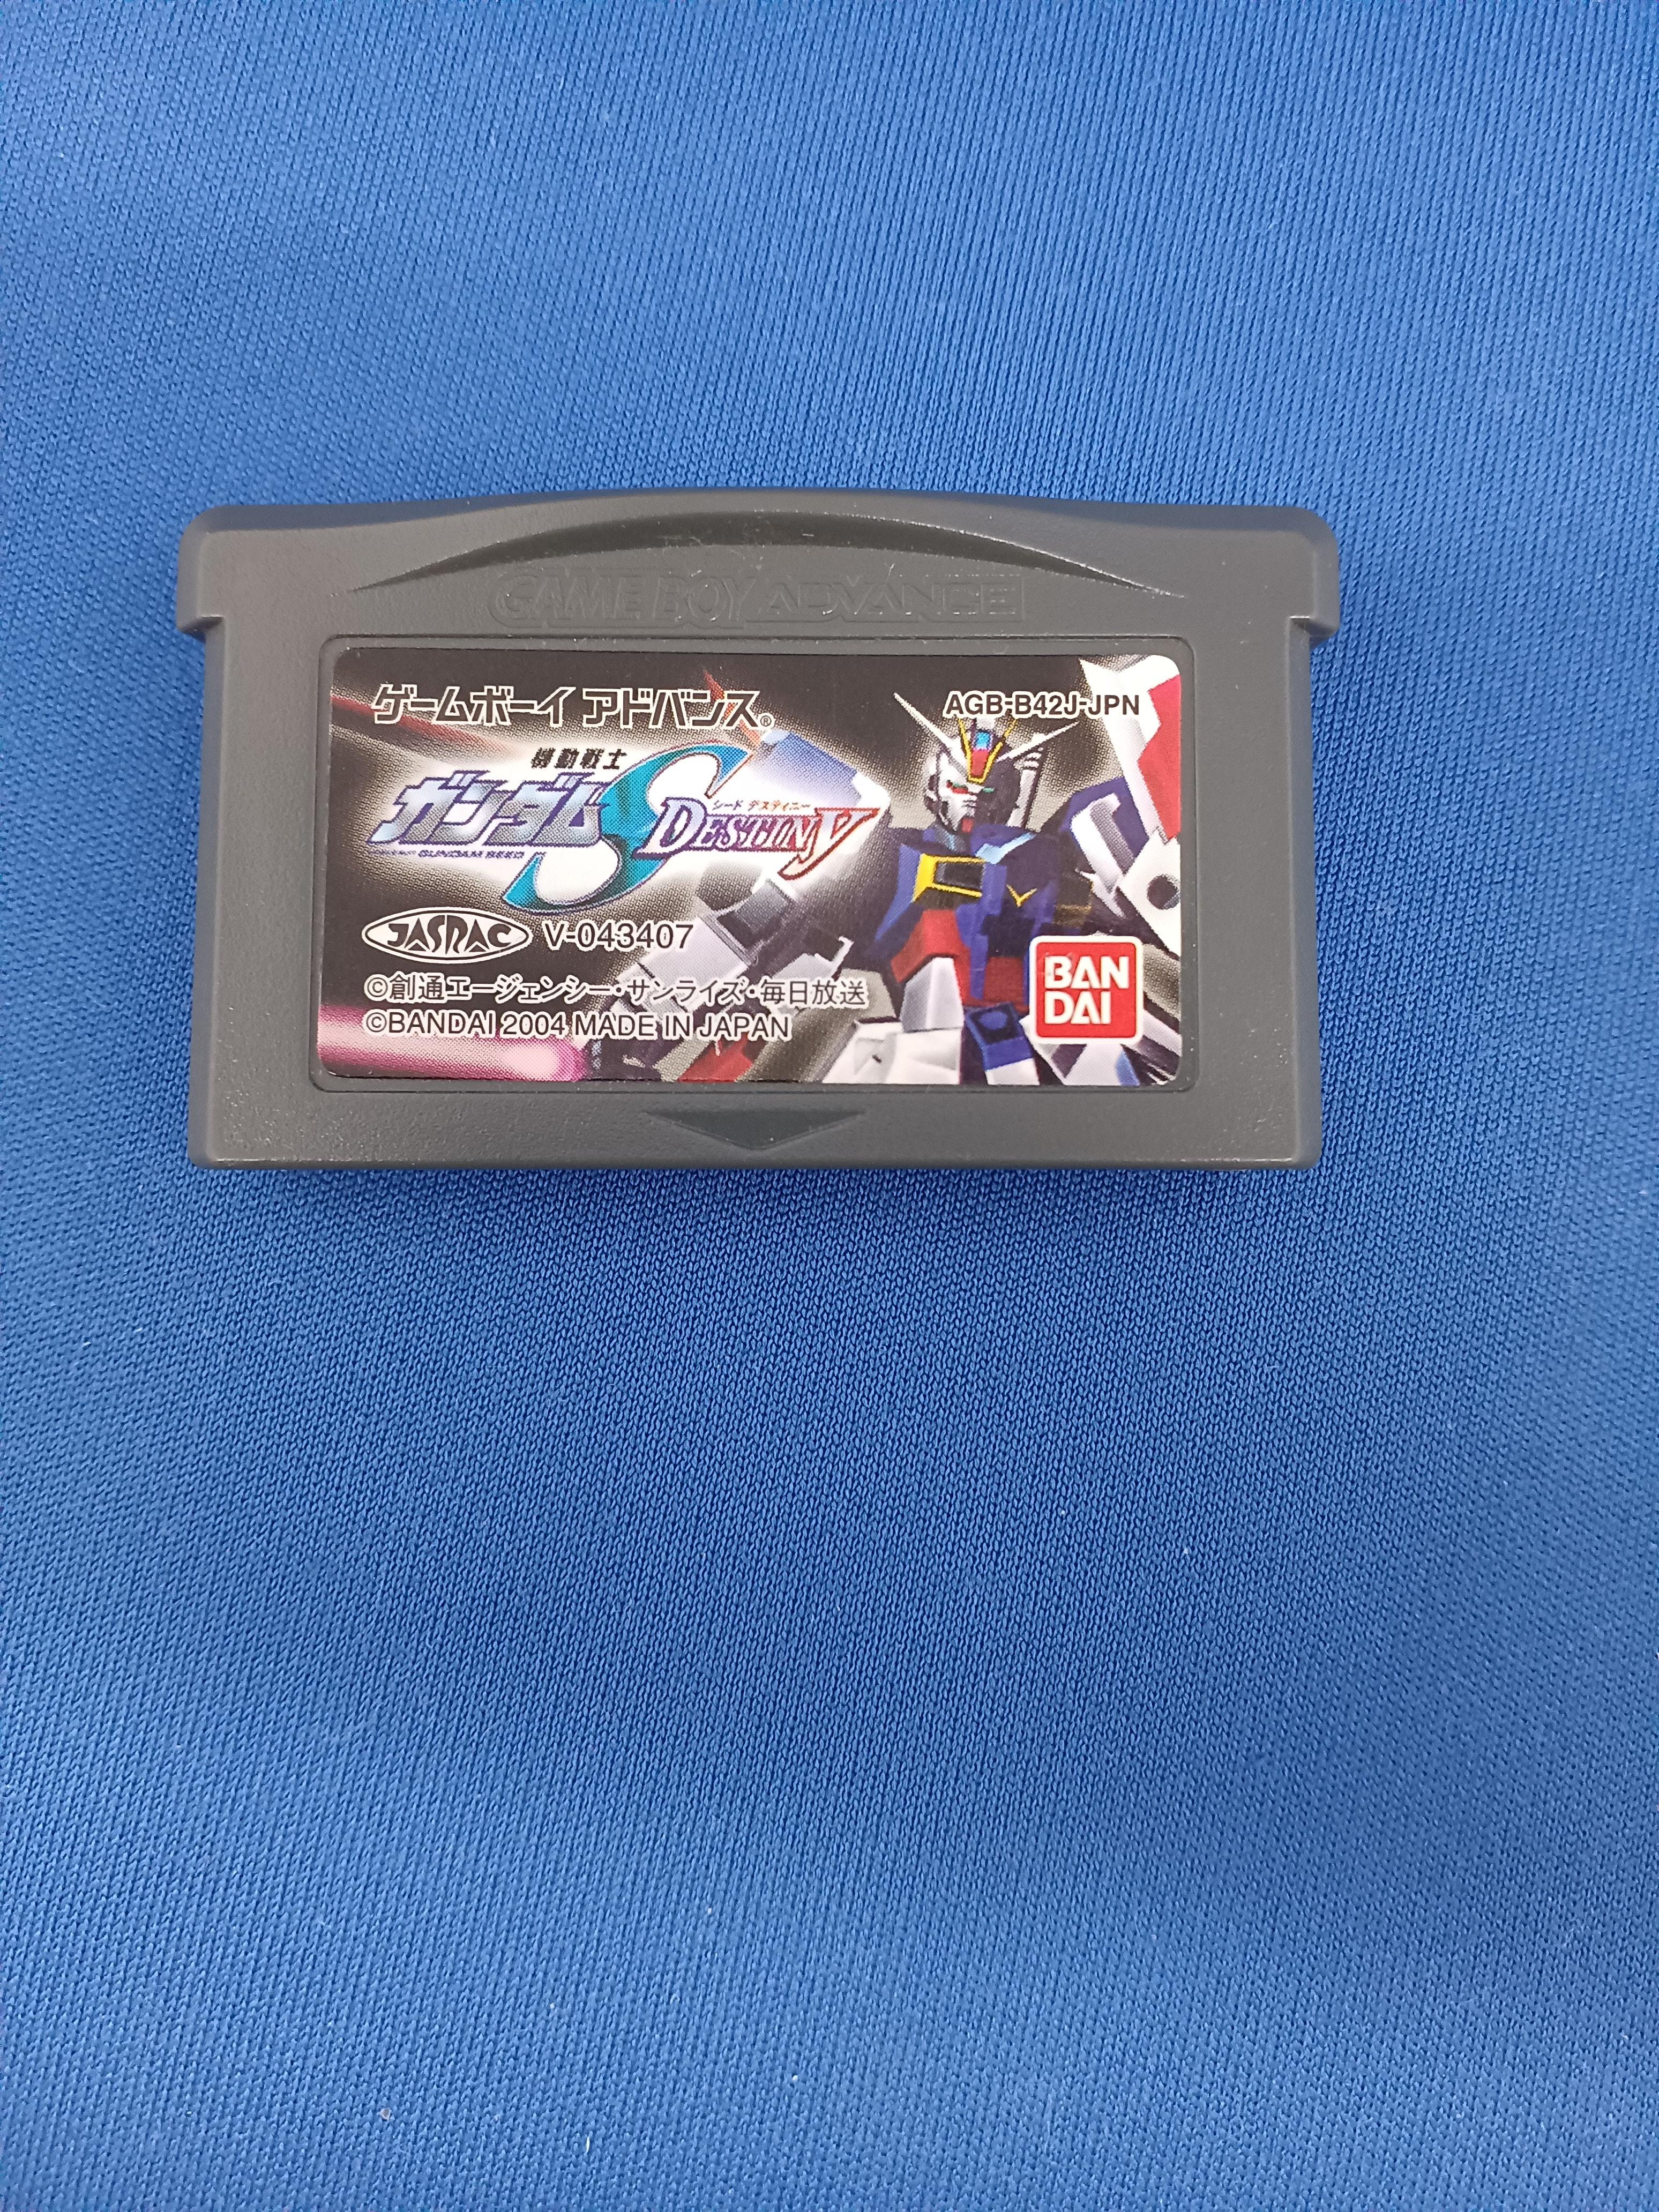 GAME BOY ADVANCE
ゲームボーイ アドバンス®
AGB-B42J-JPN
機動戦士
ガンダムS
シード デスティニー
DESTINY
GUNDAM SEED
JASRAC V-043407
©創通エージェンシー・サンライズ・毎日放送
©BANDAI 2004 MADE IN JAPAN
BAN
DAI